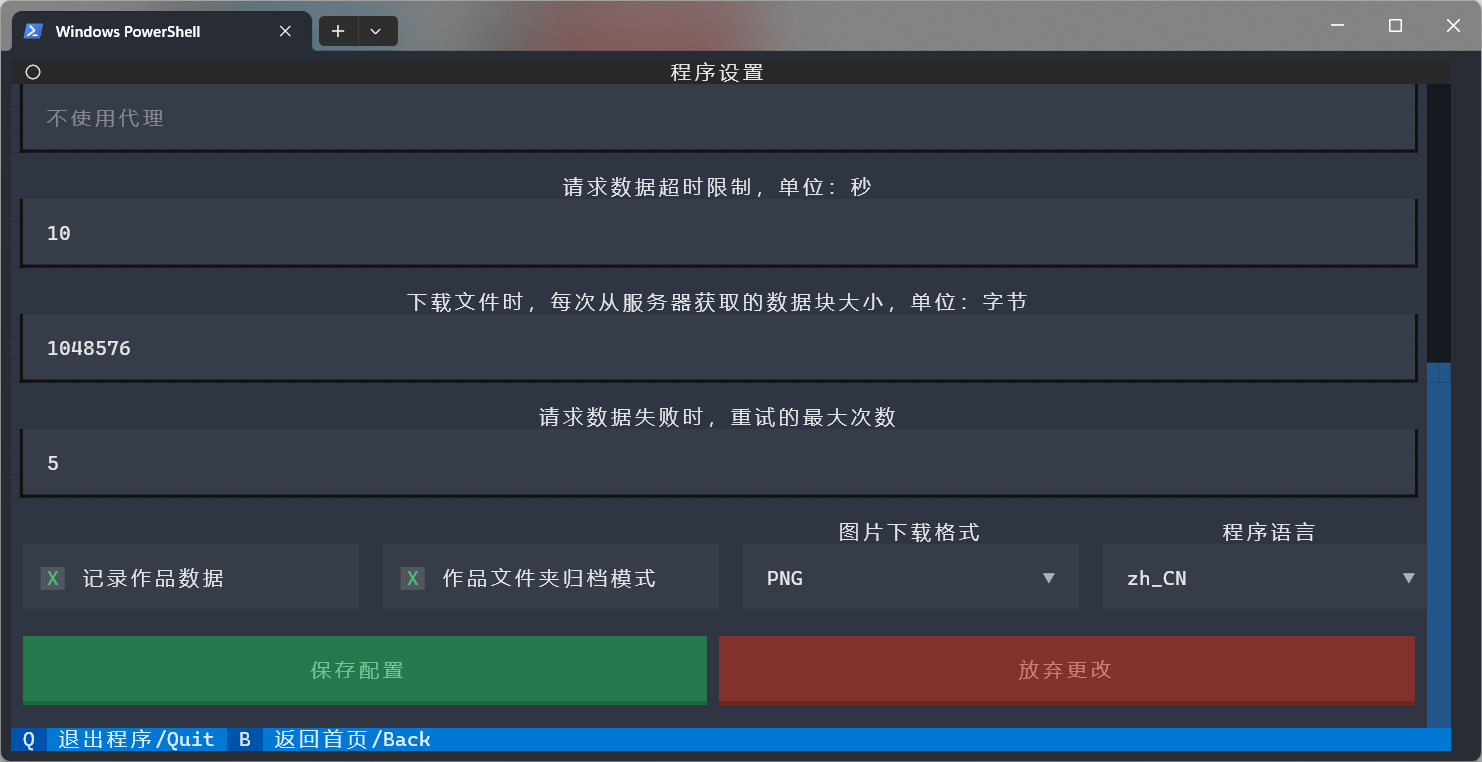 Windows PowerShell
程序设置
不使用代理
请求数据超时限制，单位：秒
10
下载文件时，每次从服务器获取的数据块大小，单位：字节
1048576
请求数据失败时，重试的最大次数
5
图片下载格式 程序语言
X 记录作品数据 X 作品文件夹归档模式 PNG ▼ zh_CN ▼
保存配置 放弃更改
Q 退出程序/Quit B 返回首页/Back